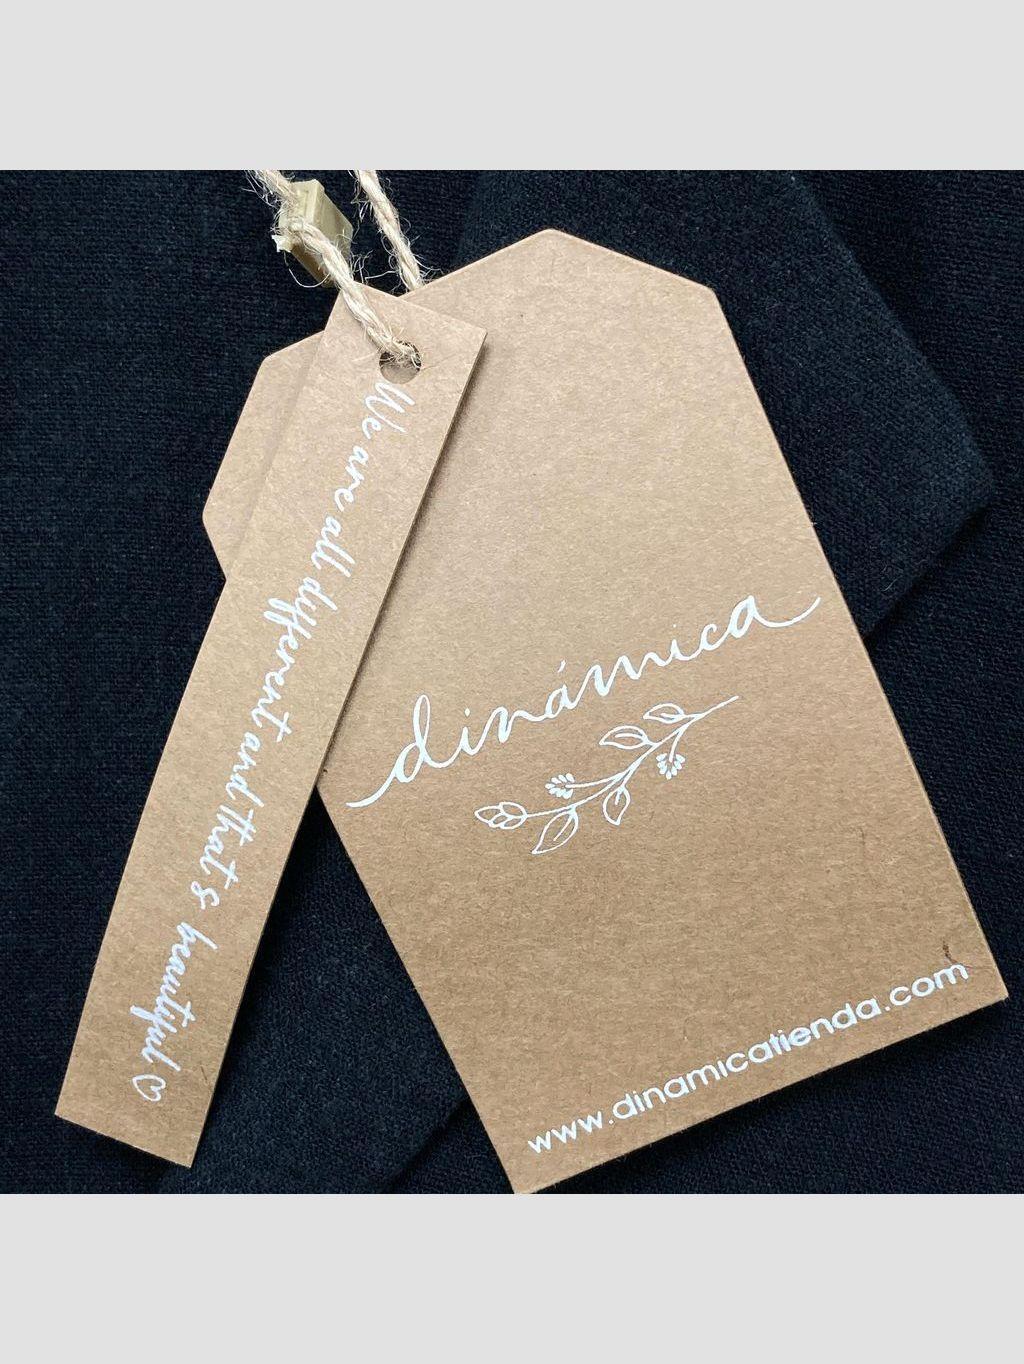 We are all different and that's beautiful ♡
dinámica
www.dinamicatienda.com